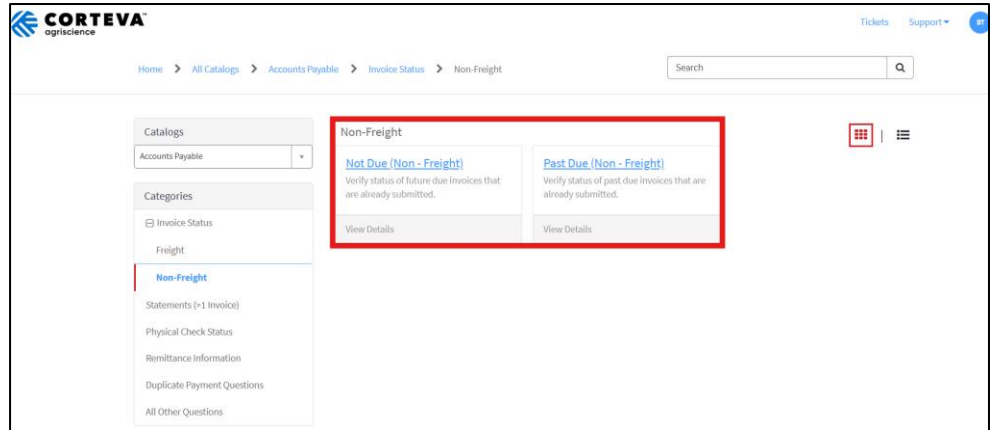 CORTEVA™
agriscience
Tickets
Support
BT
Home > All Catalogs > Accounts Payable > Invoice Status > Non-Freight
Search
Catalogs
Accounts Payable
Categories
Invoice Status
Freight
Non-Freight
Statements (>1 Invoice)
Physical Check Status
Remittance Information
Duplicate Payment Questions
All Other Questions
Non-Freight
Not Due (Non - Freight)
Verify status of future due invoices that
are already submitted.
View Details
Past Due (Non - Freight)
Verify status of past due invoices that are
already submitted.
View Details